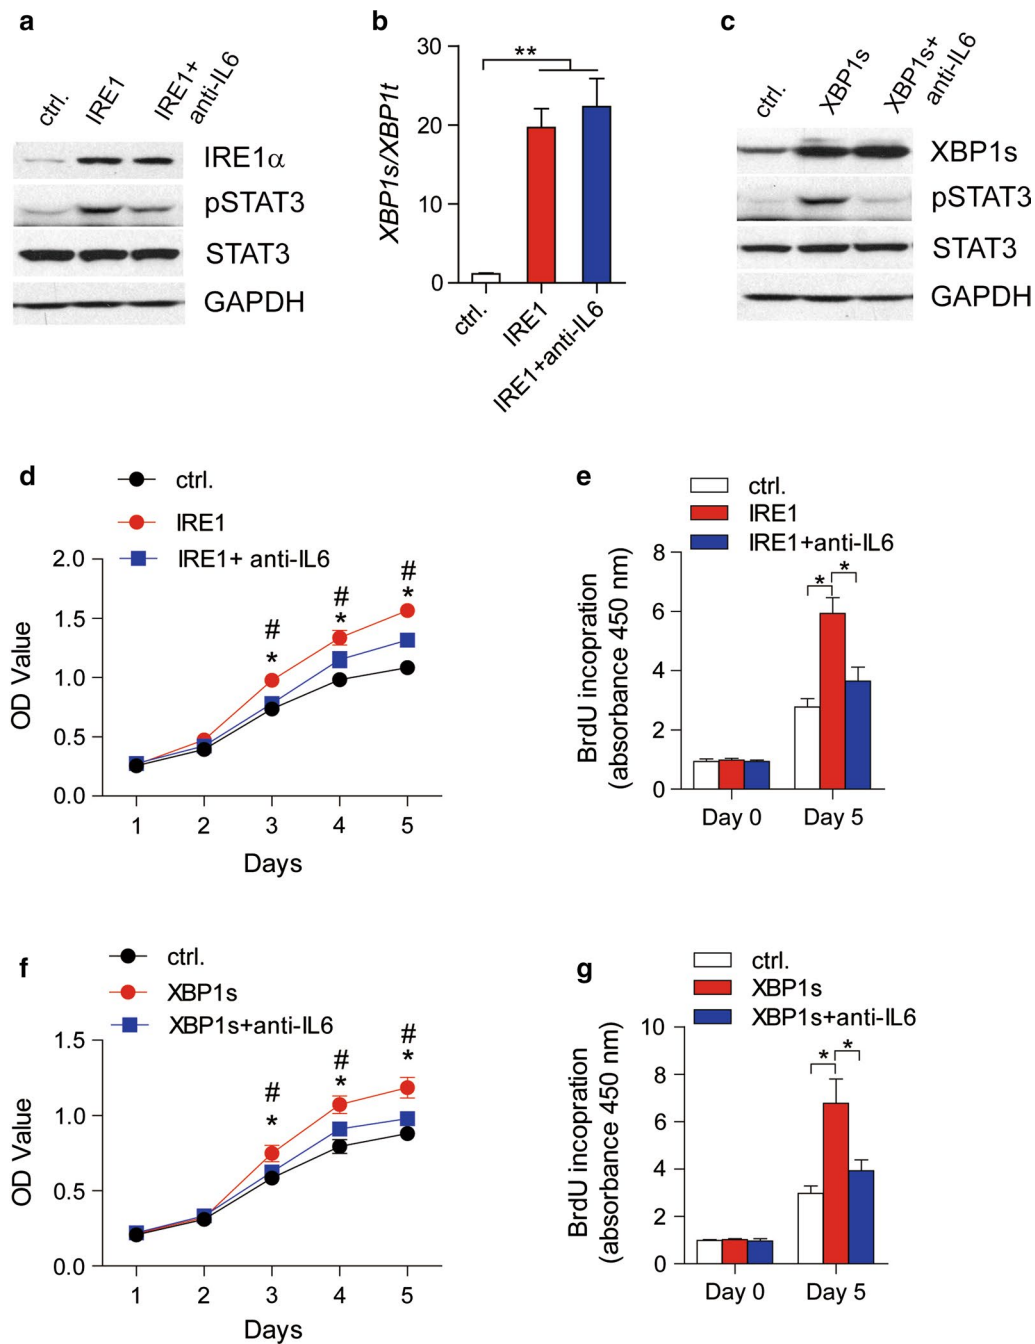 a
ctrl.
IRE1
IRE1+
anti-IL6
IRE1α
pSTAT3
STAT3
GAPDH
b
XBP1s/XBP1t
30
20
10
0
**
ctrl.
IRE1
IRE1+anti-IL6
c
ctrl.
XBP1s
XBP1s+
anti-IL6
XBP1s
pSTAT3
STAT3
GAPDH
d
ctrl.
IRE1
IRE1+ anti-IL6
OD Value
2.0
1.5
1.0
0.5
0.0
#
*
#
*
#
*
1 2 3 4 5
Days
e
ctrl.
IRE1
IRE1+anti-IL6
BrdU incopration
(absorbance 450 nm)
8
6
4
2
0
* *
Day 0 Day 5
f
ctrl.
XBP1s
XBP1s+anti-IL6
OD Value
1.5
1.0
0.5
0.0
#
*
#
*
#
*
1 2 3 4 5
Days
g
ctrl.
XBP1s
XBP1s+anti-IL6
BrdU incopration
(absorbance 450 nm)
10
8
6
4
2
0
* *
Day 0 Day 5